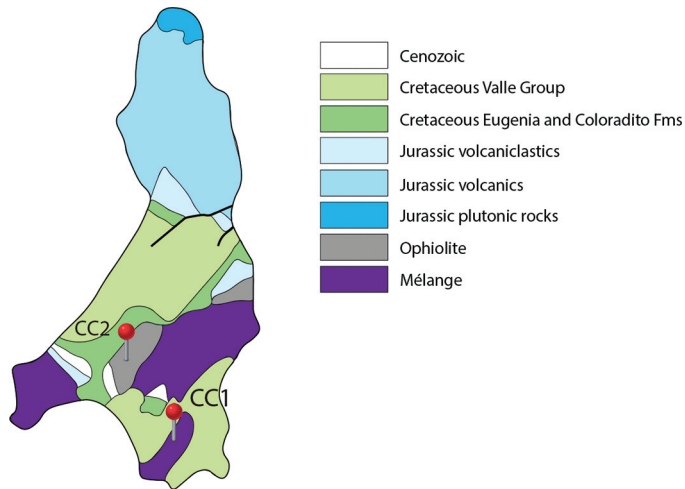 Cenozoic
Cretaceous Valle Group
Cretaceous Eugenia and Coloradito Fms
Jurassic volcaniclastics
Jurassic volcanics
Jurassic plutonic rocks
Ophiolite
Mélange
CC2
CC1